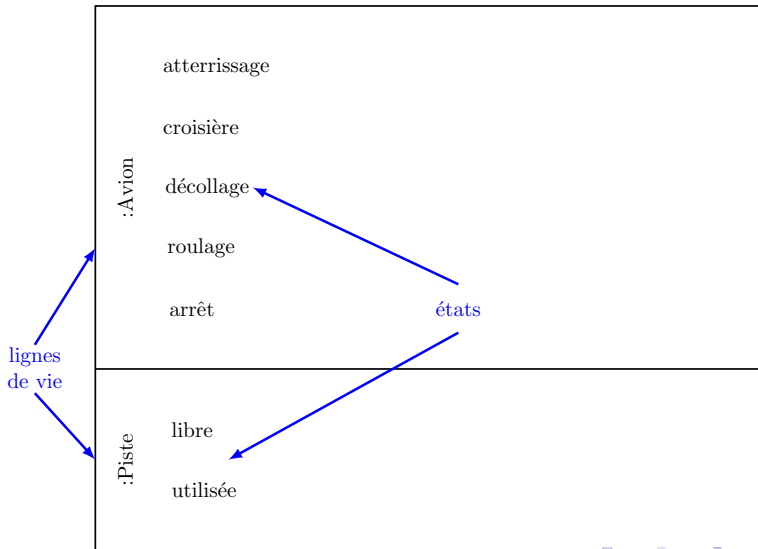 atterrissage
croisière
:Avion
décollage
roulage
arrêt
états
lignes
de vie
libre
:Piste
utilisée